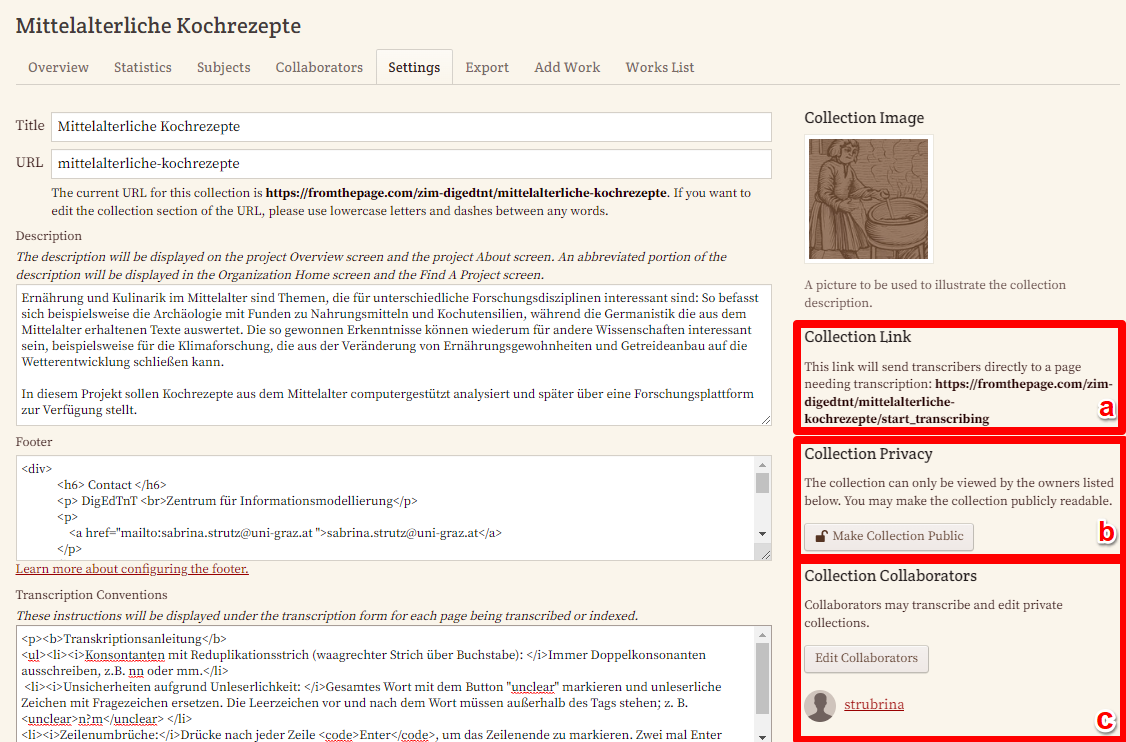 Mittelalterliche Kochrezepte
Overview Statistics Subjects Collaborators Settings Export Add Work Works List
Title Mittelalterliche Kochrezepte
URL mittelalterliche-kochrezepte
The current URL for this collection is https://fromthepage.com/zim-digedtnt/mittelalterliche-kochrezepte. If you want to
edit the collection section of the URL, please use lowercase letters and dashes between any words.
Description
The description will be displayed on the project Overview screen and the project About screen. An abbreviated portion of the
description will be displayed in the Organization Home screen and the Find A Project screen.
Ernährung und Kulinarik im Mittelalter sind Themen, die für unterschiedliche Forschungsdisziplinen interessant sind: So befasst
sich beispielsweise die Archäologie mit Funden zu Nahrungsmitteln und Kochutensilien, während die Germanistik die aus dem
Mittelalter erhaltenen Texte auswertet. Die so gewonnen Erkenntnisse können wiederum für andere Wissenschaften interessant
sein, beispielsweise für die Klimaforschung, die aus der Veränderung von Ernährungsgewohnheiten und Getreideanbau auf die
Wetterentwicklung schließen kann.
In diesem Projekt sollen Kochrezepte aus dem Mittelalter computergestützt analysiert und später über eine Forschungsplattform
zur Verfügung stellt.
Footer
<div>
<h6> Contact </h6>
<p> DigEdTnT <br>Zentrum für Informationsmodellierung</p>
<p>
<a href="mailto:sabrina.strutz@uni-graz.at ">sabrina.strutz@uni-graz.at</a>
</p>
Learn more about configuring the footer.
Transcription Conventions
These instructions will be displayed under the transcription form for each page being transcribed or indexed.
<p><b>Transkriptionsanleitung</b>
<ul><li><i>Konsontanten mit Reduplikationsstrich (waagrechter Strich über Buchstabe): </i>Immer Doppelkonsonanten
ausschreiben, z.B. nn oder mm.</li>
<li><i>Unsicherheiten aufgrund Unleserlichkeit: </i>Gesamtes Wort mit dem Button "unclear" markieren und unleserliche
Zeichen mit Fragezeichen ersetzen. Die Leerzeichen vor und nach dem Wort müssen außerhalb des Tags stehen; z. B.
<unclear>n?m</unclear> </li>
<li><i>Zeilenumbrüche:</i>Drücke nach jeder Zeile <code>Enter</code>, um das Zeilenende zu markieren. Zwei mal Enter
Collection Image
A picture to be used to illustrate the collection
description.
Collection Link
This link will send transcribers directly to a page
needing transcription: https://fromthepage.com/zim-
digedtnt/mittelalterliche-
kochrezepte/start_transcribing
a
Collection Privacy
The collection can only be viewed by the owners listed
below. You may make the collection publicly readable.
Make Collection Public
b
Collection Collaborators
Collaborators may transcribe and edit private
collections.
Edit Collaborators
strubrina
c